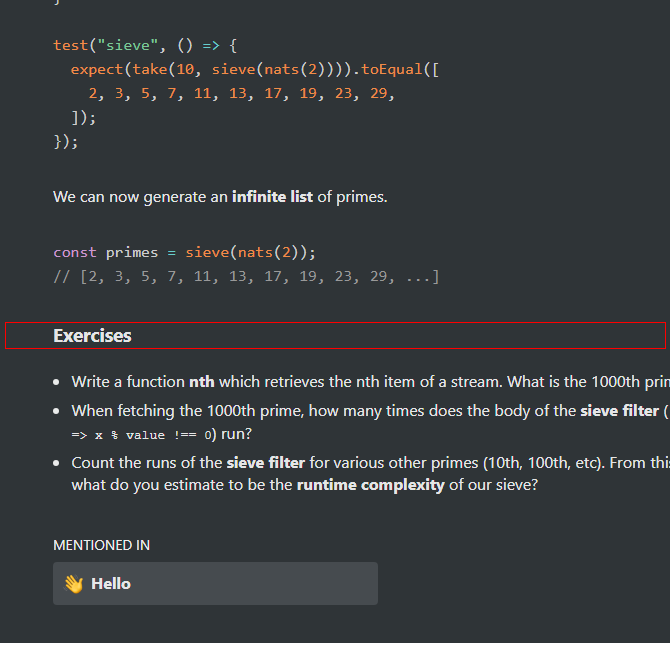 }
test("sieve", () => {
expect(take(10, sieve(nats(2)))).toEqual([
2, 3, 5, 7, 11, 13, 17, 19, 23, 29,
]);
});
We can now generate an infinite list of primes.
const primes = sieve(nats(2));
// [2, 3, 5, 7, 11, 13, 17, 19, 23, 29, ...]
Exercises
• Write a function nth which retrieves the nth item of a stream. What is the 1000th
• When fetching the 1000th prime, how many times does the body of the sieve filter (
=> x % value !== 0) run?
• Count the runs of the sieve filter for various other primes (10th, 100th, etc). From
what do you estimate to be the runtime complexity of our sieve?
MENTIONED IN
👋 Hello